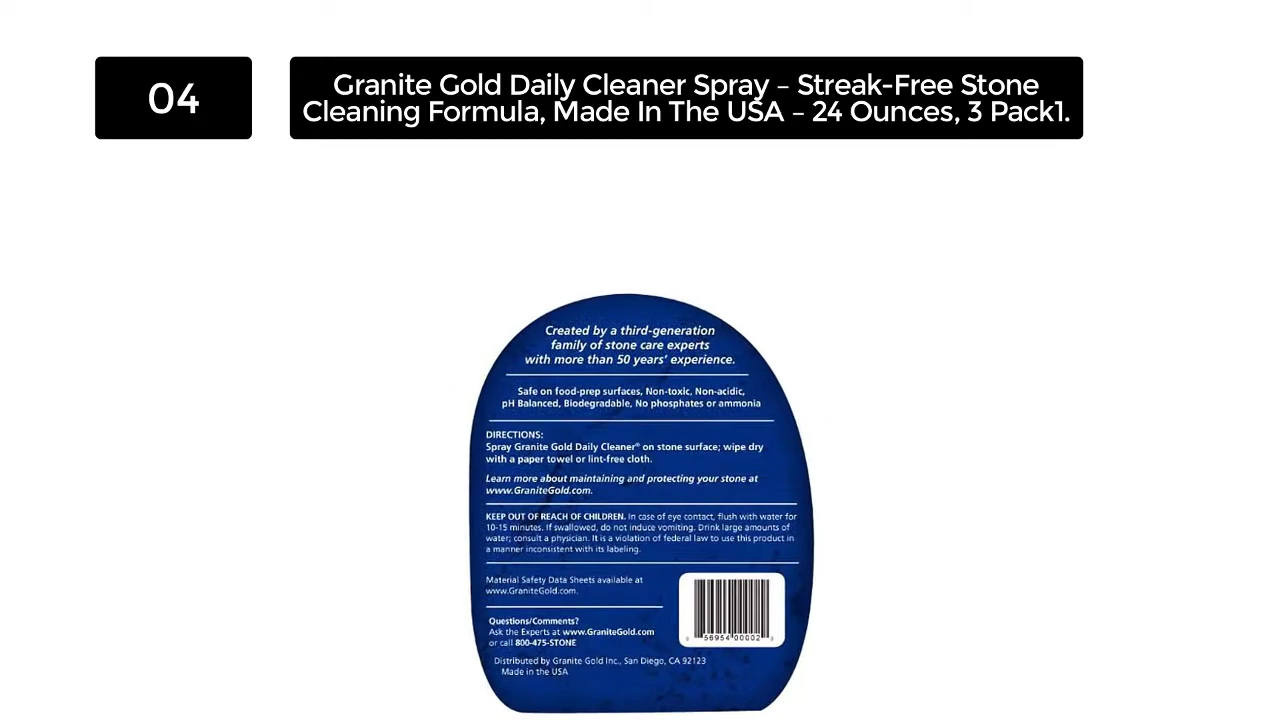 04
Granite Gold Daily Cleaner Spray – Streak-Free Stone
Cleaning Formula, Made In The USA – 24 Ounces, 3 Pack1.
Created by a third-generation
family of stone care experts
with more than 50 years' experience.
Safe on food-prep surfaces, Non-toxic, Non-acidic,
pH Balanced, Biodegradable, No phosphates or ammonia
DIRECTIONS:
Spray Granite Gold Daily Cleaner® on stone surface; wipe dry
with a paper towel or lint-free cloth.
Learn more about maintaining and protecting your stone at
www.GraniteGold.com.
KEEP OUT OF REACH OF CHILDREN. In case of eye contact, flush with water for
10-15 minutes. If swallowed, do not induce vomiting. Drink large amounts of
water; consult a physician. It is a violation of federal law to use this product in
a manner inconsistent with its labeling.
Material Safety Data Sheets available at
www.GraniteGold.com.
Questions/Comments?
Ask the Experts at www.GraniteGold.com
or call 800-475-STONE
0 56954 00002 3
Distributed by Granite Gold Inc., San Diego, CA 92123
Made in the USA